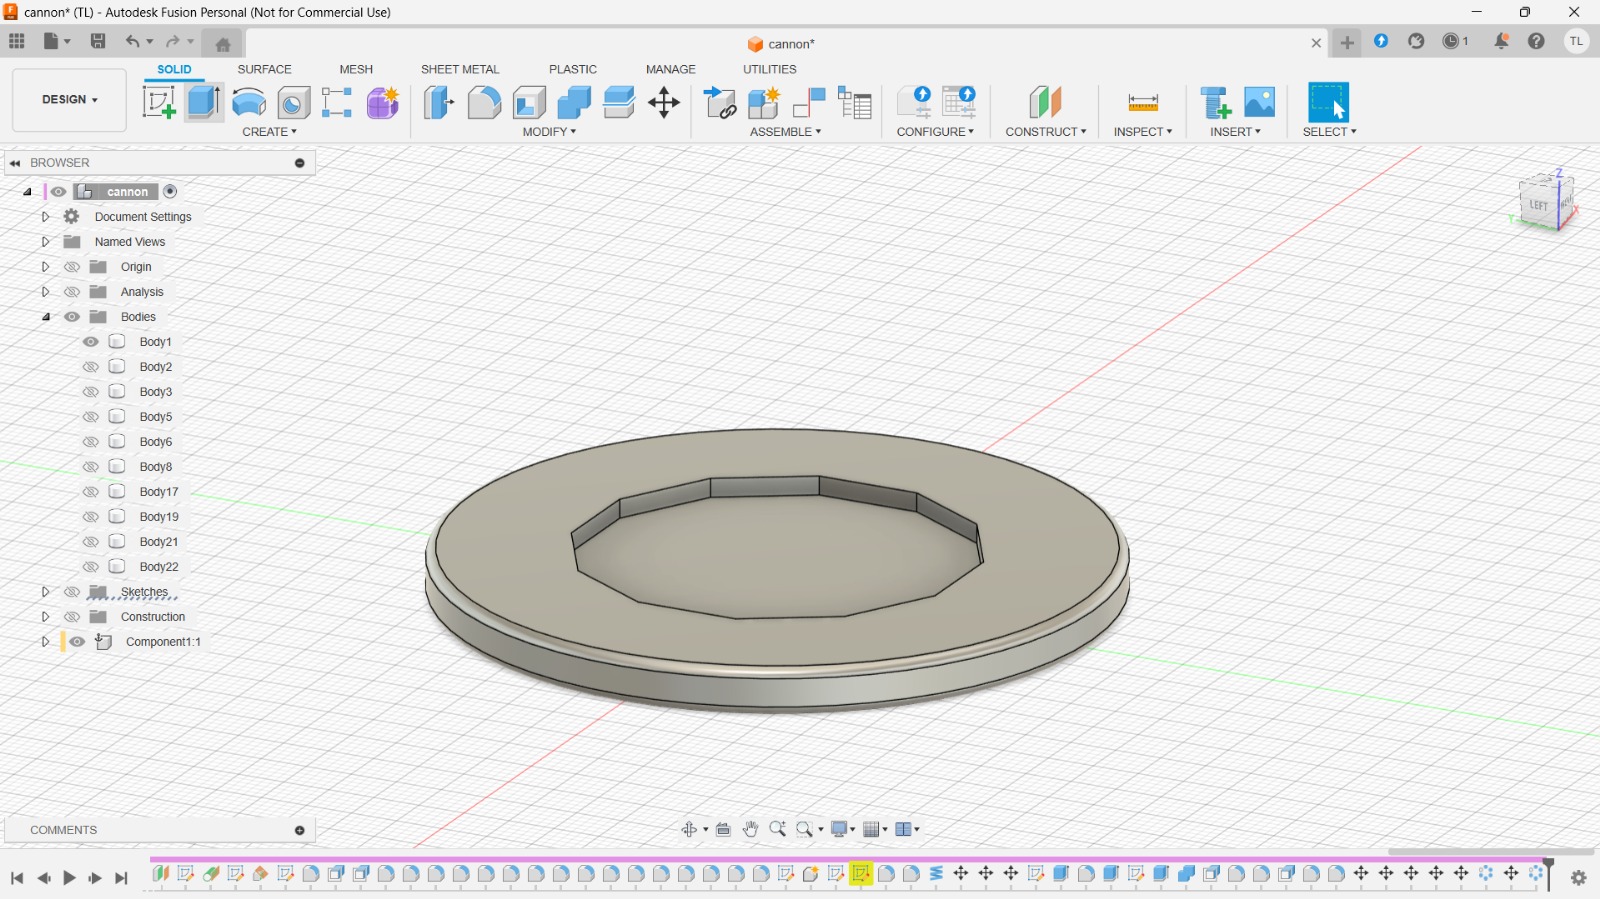 cannon* (TL) - Autodesk Fusion Personal (Not for Commercial Use)
cannon*
1
TL
DESIGN
SOLID
SURFACE
MESH
SHEET METAL
PLASTIC
MANAGE
UTILITIES
CREATE
MODIFY
ASSEMBLE
CONFIGURE
CONSTRUCT
INSPECT
INSERT
SELECT
BROWSER
cannon
Document Settings
Named Views
Origin
Analysis
Bodies
Body1
Body2
Body3
Body5
Body6
Body8
Body17
Body19
Body21
Body22
Sketches
Construction
Component1:1
Z
LEFT
Y
X
COMMENTS